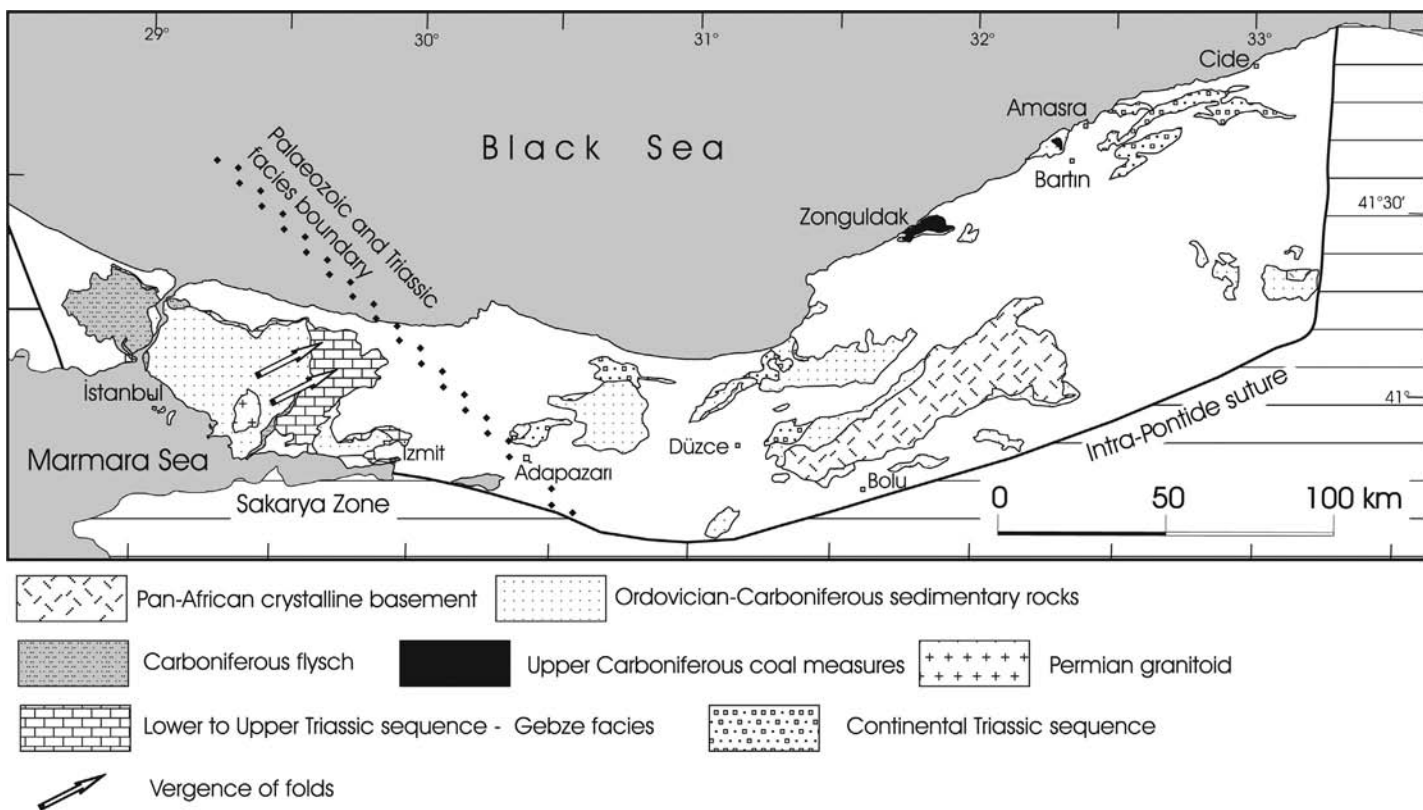 29°
30°
31°
32°
33°
Cide
Amasra
Black Sea
Palaeozoic and Triassic
facies boundary
Bartın
Zonguldak
41°30'
İstanbul
41°
Intra-Pontide suture
Düzce
İzmit
Marmara Sea
Adapazarı
Bolu
Sakarya Zone
0 50 100 km
Pan-African crystalline basement
Ordovician-Carboniferous sedimentary rocks
Carboniferous flysch
Upper Carboniferous coal measures
Permian granitoid
Lower to Upper Triassic sequence - Gebze facies
Continental Triassic sequence
Vergence of folds